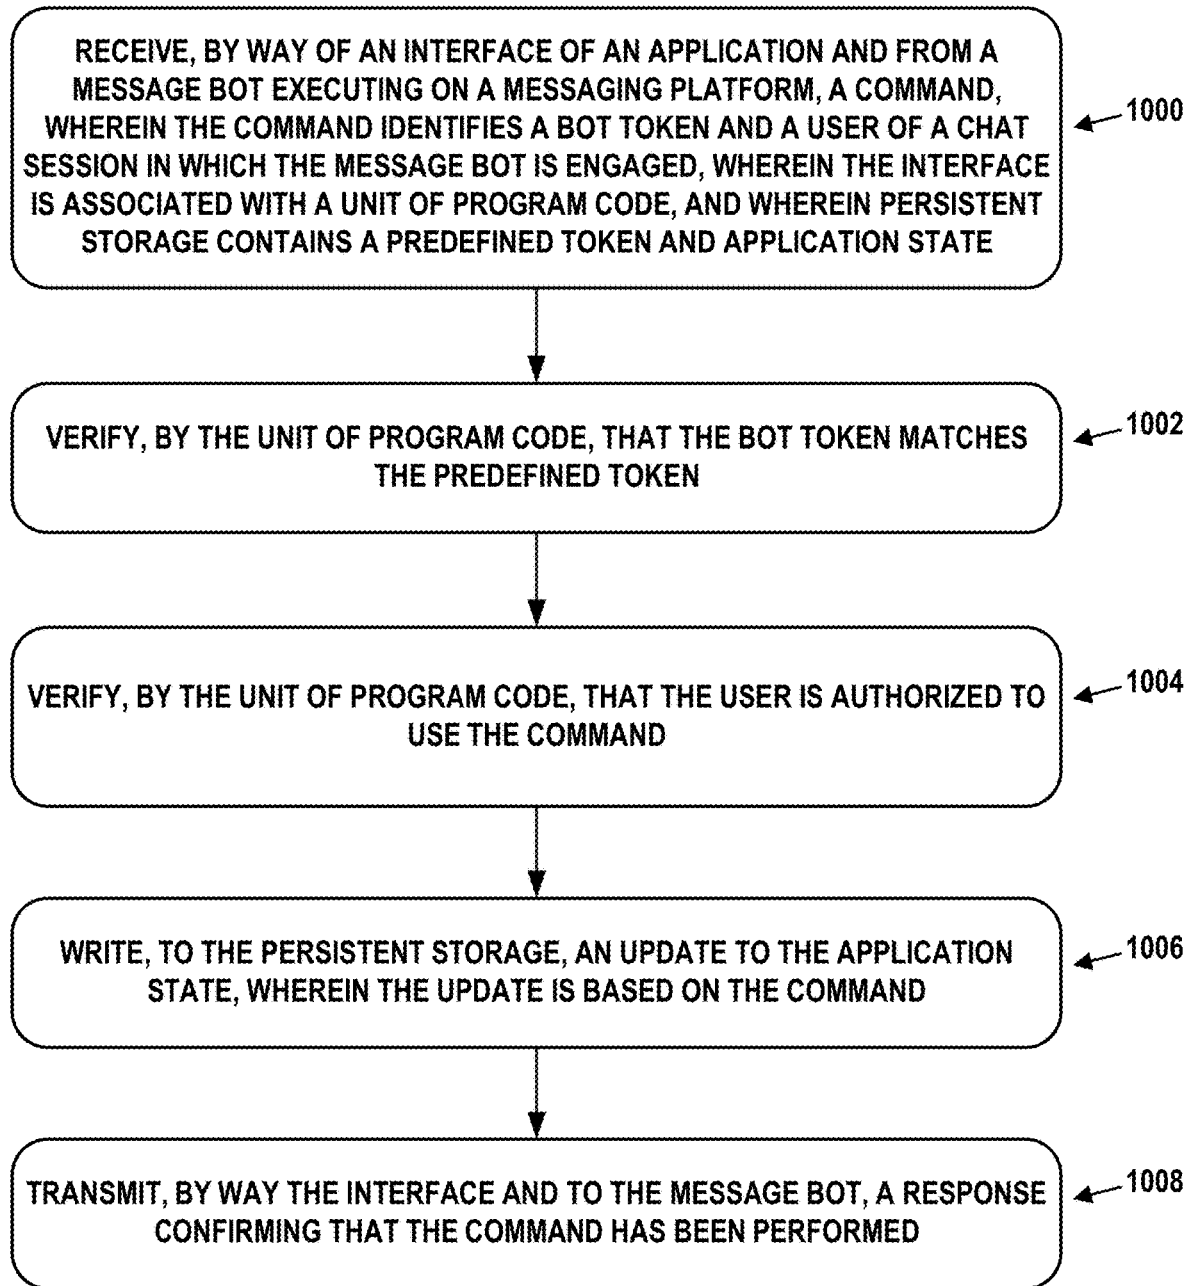 RECEIVE, BY WAY OF AN INTERFACE OF AN APPLICATION AND FROM A
MESSAGE BOT EXECUTING ON A MESSAGING PLATFORM, A COMMAND,
WHEREIN THE COMMAND IDENTIFIES A BOT TOKEN AND A USER OF A CHAT
SESSION IN WHICH THE MESSAGE BOT IS ENGAGED, WHEREIN THE INTERFACE
IS ASSOCIATED WITH A UNIT OF PROGRAM CODE, AND WHEREIN PERSISTENT
STORAGE CONTAINS A PREDEFINED TOKEN AND APPLICATION STATE
1000
VERIFY, BY THE UNIT OF PROGRAM CODE, THAT THE BOT TOKEN MATCHES
THE PREDEFINED TOKEN
1002
VERIFY, BY THE UNIT OF PROGRAM CODE, THAT THE USER IS AUTHORIZED TO
USE THE COMMAND
1004
WRITE, TO THE PERSISTENT STORAGE, AN UPDATE TO THE APPLICATION
STATE, WHEREIN THE UPDATE IS BASED ON THE COMMAND
1006
TRANSMIT, BY WAY THE INTERFACE AND TO THE MESSAGE BOT, A RESPONSE
CONFIRMING THAT THE COMMAND HAS BEEN PERFORMED
1008